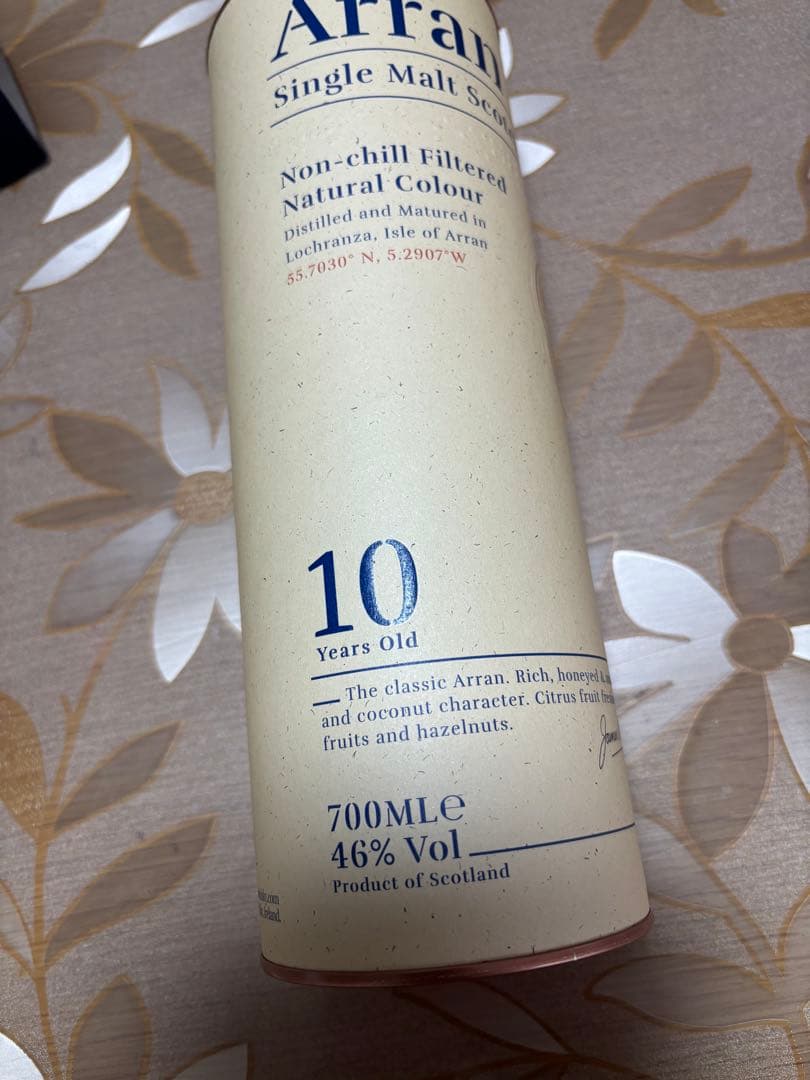 Arran
Single Malt
Non-chill Filtered
Natural Colour
Distilled and Matured in
Lochranza, Isle of Arran
55.7030° N, 5.2907°W
10
Years Old
The classic Arran. Rich, honeyed
and coconut character. Citrus fruit
fruits and hazelnuts.
700MLe
46% Vol
Product of Scotland